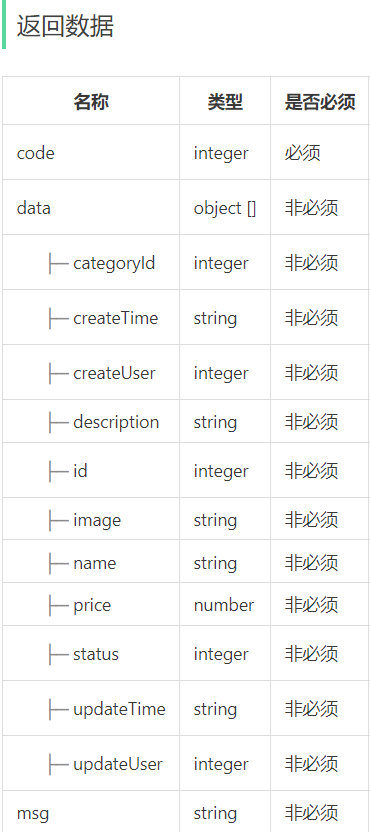 返回数据
名称 类型 是否必须
code integer 必须
data object [] 非必须
├─ categoryId integer 非必须
├─ createTime string 非必须
├─ createUser integer 非必须
├─ description string 非必须
├─ id integer 非必须
├─ image string 非必须
├─ name string 非必须
├─ price number 非必须
├─ status integer 非必须
├─ updateTime string 非必须
├─ updateUser integer 非必须
msg string 非必须